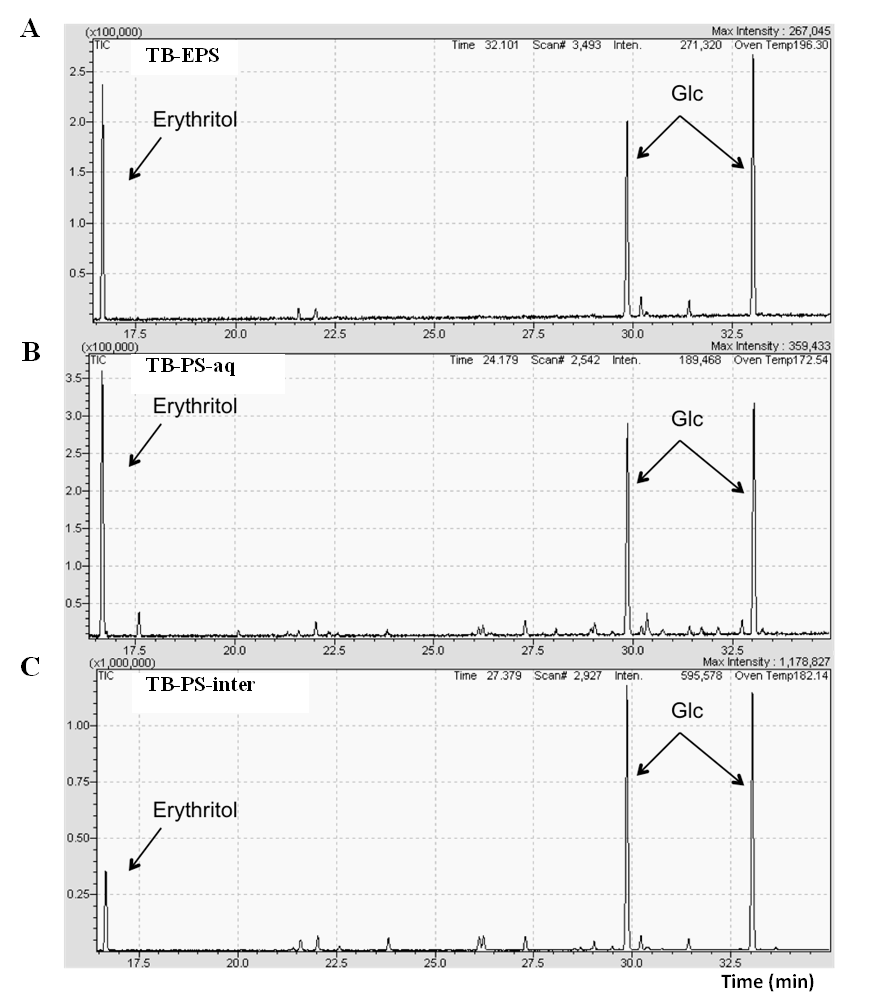 A
(x100,000)
Max Intensity : 267,045
TIC
TB-EPS
Time 32.101 Scan# 3,493 Inten. 271,320 Oven Temp196.30
2.5
Glc
Erythritol
2.0
1.5
1.0
0.5
17.5 20.0 22.5 25.0 27.5 30.0 32.5
B
(x100,000)
Max Intensity : 359,433
TIC
TB-PS-aq
Time 24.179 Scan# 2,542 Inten. 189,468 Oven Temp172.54
3.5
Erythritol
Glc
3.0
2.5
2.0
1.5
1.0
0.5
17.5 20.0 22.5 25.0 27.5 30.0 32.5
C
(x1,000,000)
Max Intensity : 1,178,827
TIC
TB-PS-inter
Time 27.379 Scan# 2,927 Inten. 595,578 Oven Temp182.14
Glc
1.00
0.75
Erythritol
0.50
0.25
17.5 20.0 22.5 25.0 27.5 30.0 32.5
Time (min)